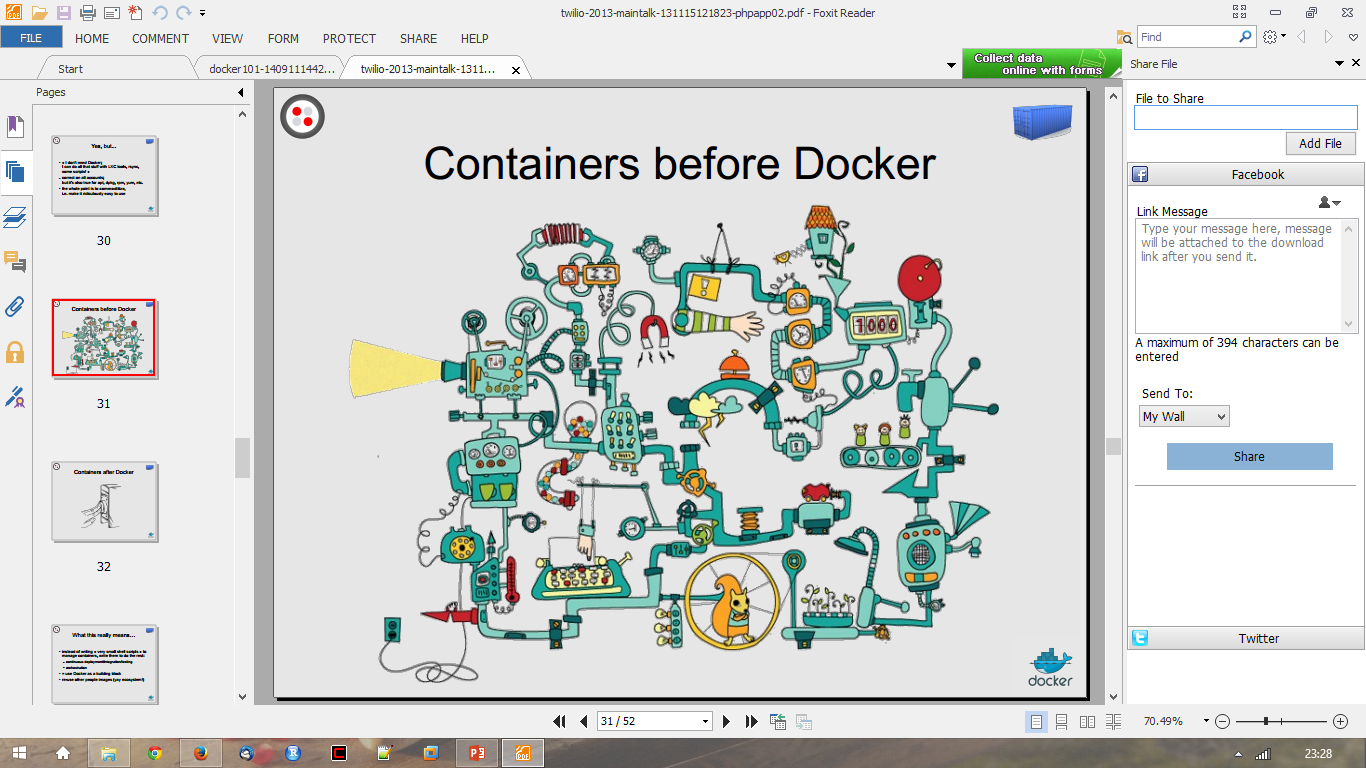 twilio-2013-maintalk-131115121823-phpapp02.pdf - Foxit Reader
FILE
HOME
COMMENT
VIEW
FORM
PROTECT
SHARE
HELP
Find
Start
docker101-1409111442...
twilio-2013-maintalk-1311...
Collect data
online with forms
Share File
Pages
Yes, but...
30
Containers before Docker
31
Containers after Docker
32
What this really means...
Containers before Docker
1000
docker
File to Share
Add File
Facebook
Link Message
Type your message here, message
will be attached to the download
link after you send it.
A maximum of 394 characters can be
entered
Send To:
My Wall
Share
Twitter
31 / 52
70.49%
23:28